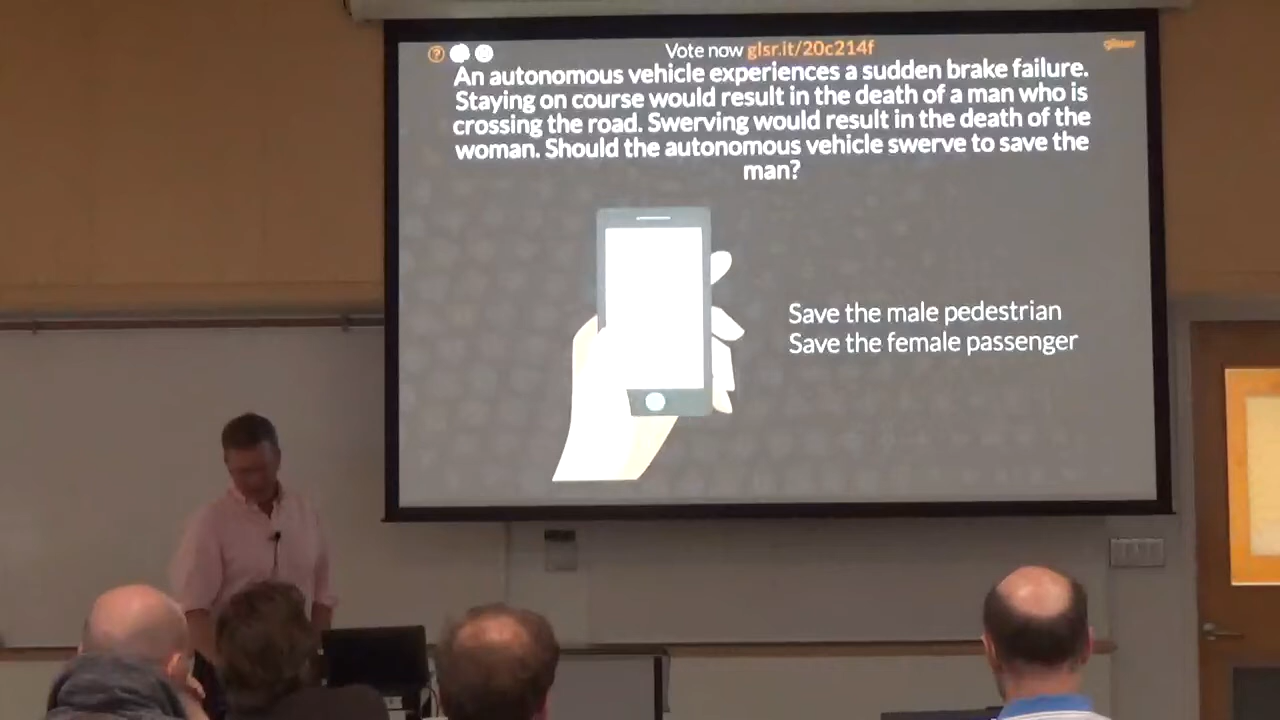 Vote now glsr.it/20c214f
An autonomous vehicle experiences a sudden brake failure.
Staying on course would result in the death of a man who is
crossing the road. Swerving would result in the death of the
woman. Should the autonomous vehicle swerve to save the
man?
Save the male pedestrian
Save the female passenger